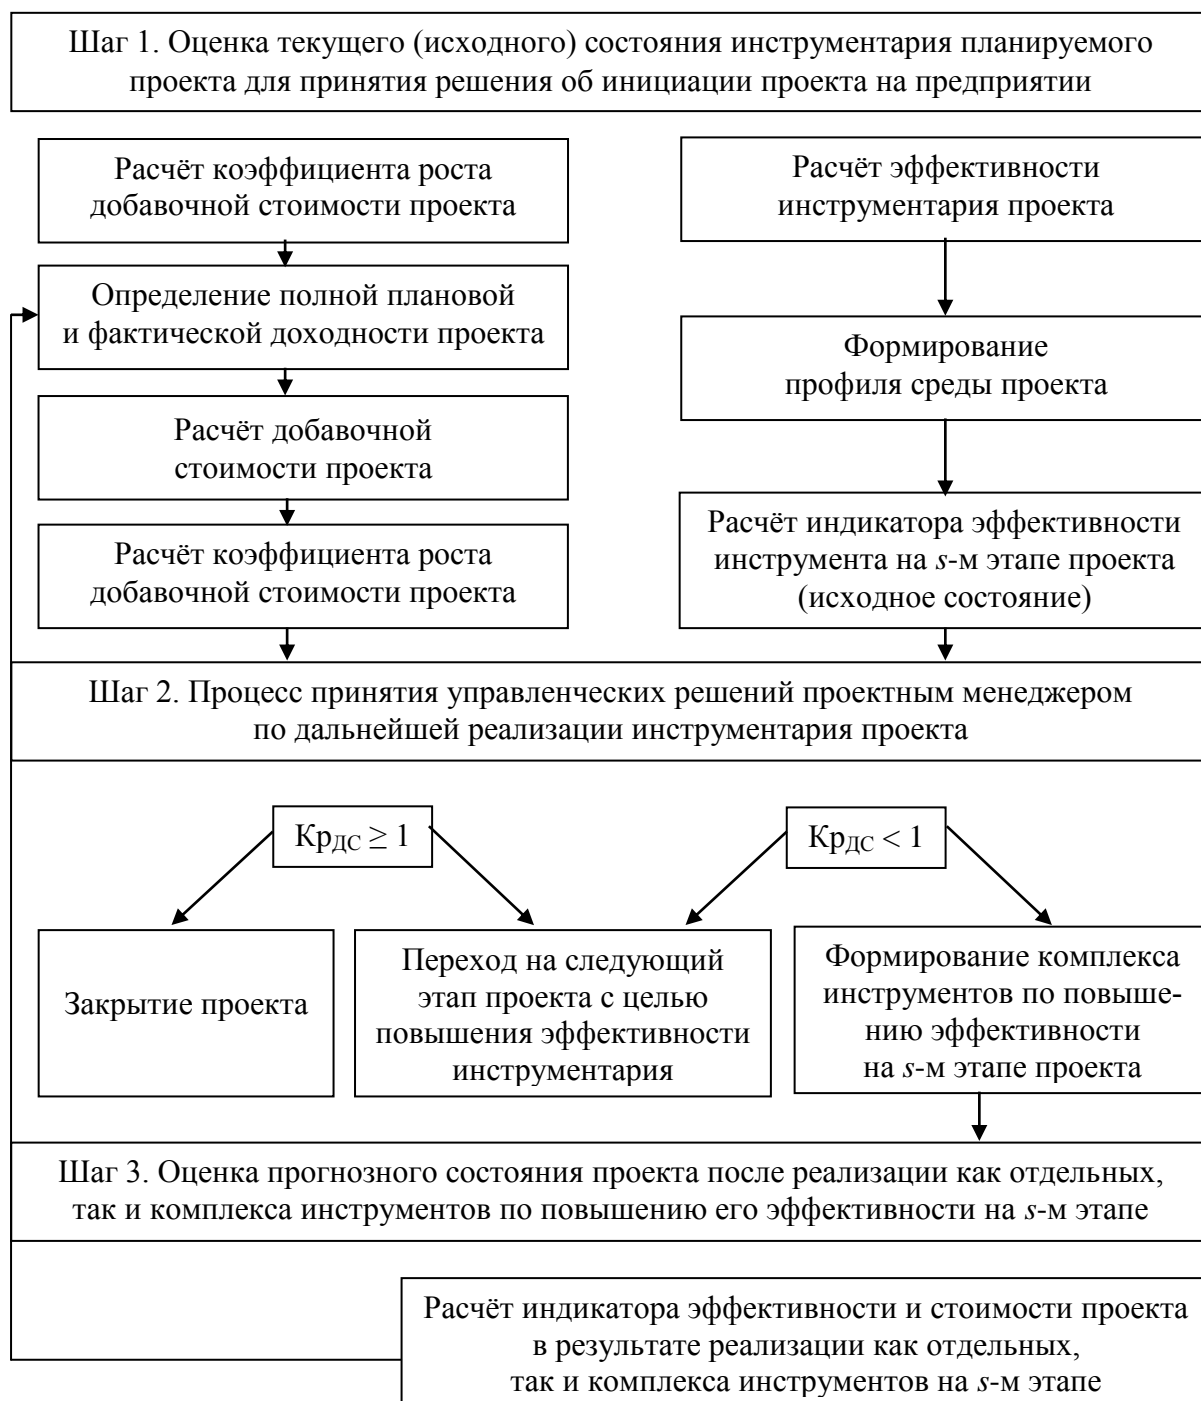 Шаг 1. Оценка текущего (исходного) состояния инструментария планируемого
проекта для принятия решения об инициации проекта на предприятии
Расчёт коэффициента роста
добавочной стоимости проекта
Расчёт эффективности
инструментария проекта
Определение полной плановой
и фактической доходности проекта
Формирование
профиля среды проекта
Расчёт добавочной
стоимости проекта
Расчёт индикатора эффективности
инструмента на s-м этапе проекта
(исходное состояние)
Расчёт коэффициента роста
добавочной стоимости проекта
Шаг 2. Процесс принятия управленческих решений проектным менеджером
по дальнейшей реализации инструментария проекта
КрДС ≥ 1
КрДС < 1
Закрытие проекта
Переход на следующий
этап проекта с целью
повышения эффективности
инструментария
Формирование комплекса
инструментов по повыше-
нию эффективности
на s-м этапе проекта
Шаг 3. Оценка прогнозного состояния проекта после реализации как отдельных,
так и комплекса инструментов по повышению его эффективности на s-м этапе
Расчёт индикатора эффективности и стоимости проекта
в результате реализации как отдельных,
так и комплекса инструментов на s-м этапе